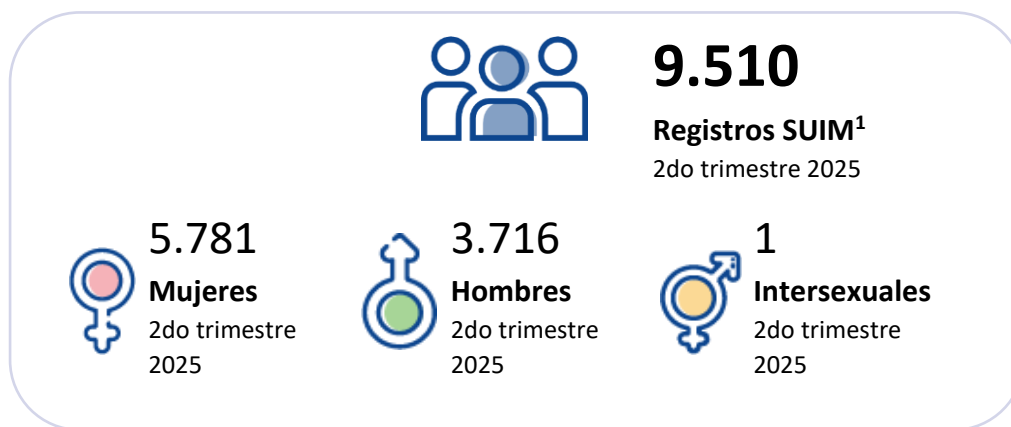 9.510
Registros SUIM¹
2do trimestre 2025
5.781
Mujeres
2do trimestre
2025
3.716
Hombres
2do trimestre
2025
1
Intersexuales
2do trimestre
2025